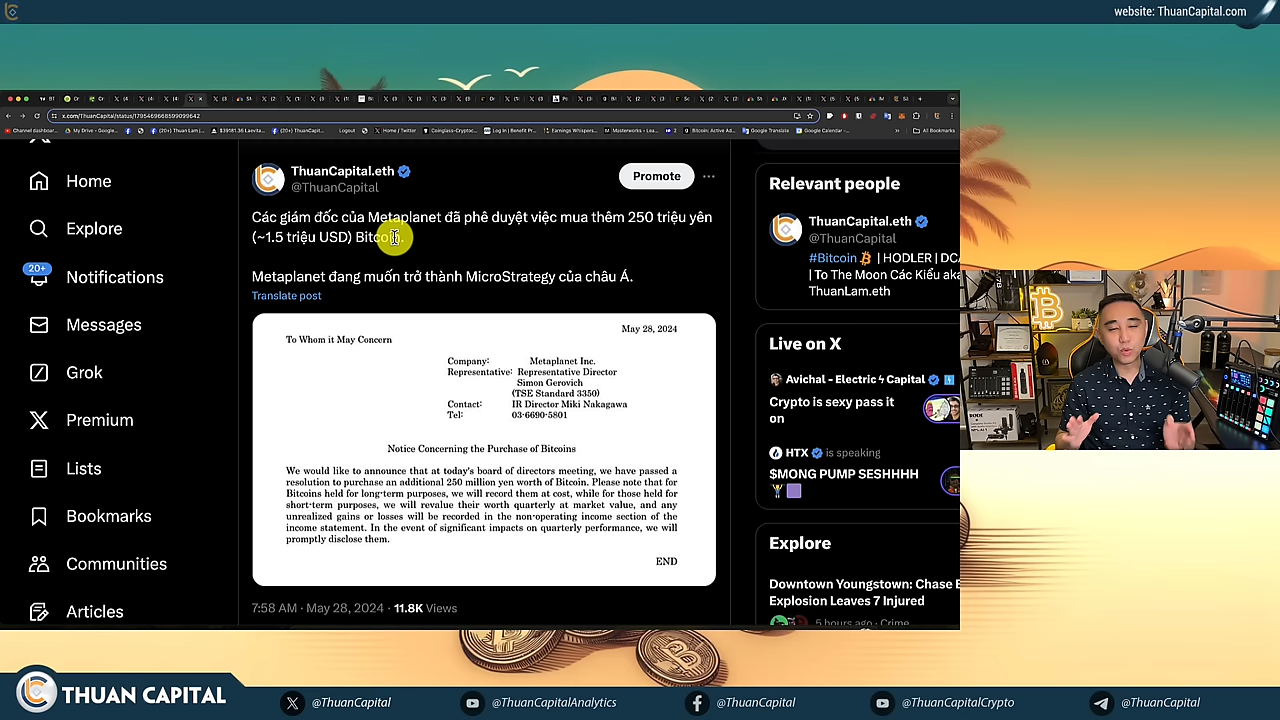 website: ThuanCapital.com
x.com/ThuanCapital/status/1795469668599099642
ThuanCapital.eth
@ThuanCapital
Promote
Các giám đốc của Metaplanet đã phê duyệt việc mua thêm 250 triệu yên
(~1.5 triệu USD) Bitcoin.
Metaplanet đang muốn trở thành MicroStrategy của châu Á.
Translate post
May 28, 2024
To Whom it May Concern
Company: Metaplanet Inc.
Representative: Representative Director
Simon Gerovich
(TSE Standard 3350)
Contact: IR Director Miki Nakagawa
Tel: 03-6690-5801
Notice Concerning the Purchase of Bitcoins
We would like to announce that at today's board of directors meeting, we have passed a
resolution to purchase an additional 250 million yen worth of Bitcoin. Please note that for
Bitcoins held for long-term purposes, we will record them at cost, while for those held for
short-term purposes, we will revalue their worth quarterly at market value, and any
unrealized gains or losses will be recorded in the non-operating income section of the
income statement. In the event of significant impacts on quarterly performance, we will
promptly disclose them.
END
7:58 AM · May 28, 2024 · 11.8K Views
Home
Explore
20+
Notifications
Messages
Grok
Premium
Lists
Bookmarks
Communities
Articles
Relevant people
ThuanCapital.eth
@ThuanCapital
#Bitcoin | HODLER | DCA
| To The Moon Các Kiểu aka
ThuanLam.eth
Live on X
Avichal - Electric ϟ Capital
Crypto is sexy pass it
on
HTX is speaking
$MONG PUMP SESHHHH
Explore
Downtown Youngstown: Chase
Explosion Leaves 7 Injured
5 hours ago · Crime
THUAN CAPITAL
@ThuanCapital
@ThuanCapitalAnalytics
@ThuanCapital
@ThuanCapitalCrypto
@ThuanCapital